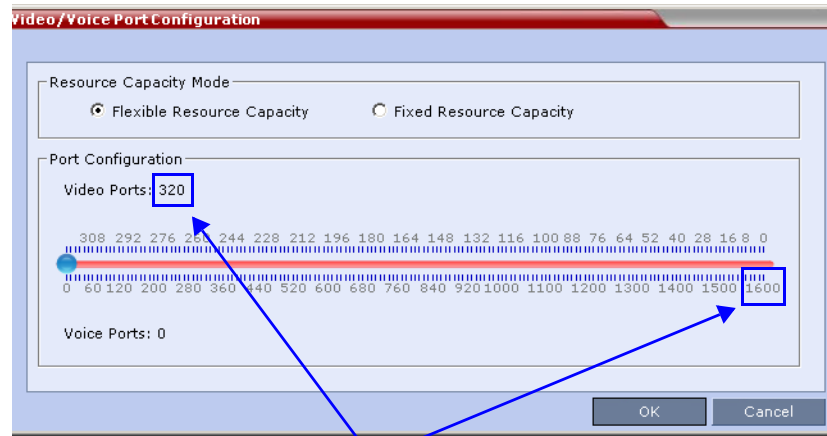 Video/Voice Port Configuration
Resource Capacity Mode
Flexible Resource Capacity Fixed Resource Capacity
Port Configuration
Video Ports: 320
308 292 276 260 244 228 212 196 180 164 148 132 116 100 88 76 64 52 40 28 16 8 0
0 60 120 200 280 360 440 520 600 680 760 840 920 1000 1100 1200 1300 1400 1500 1600
Voice Ports: 0
OK Cancel